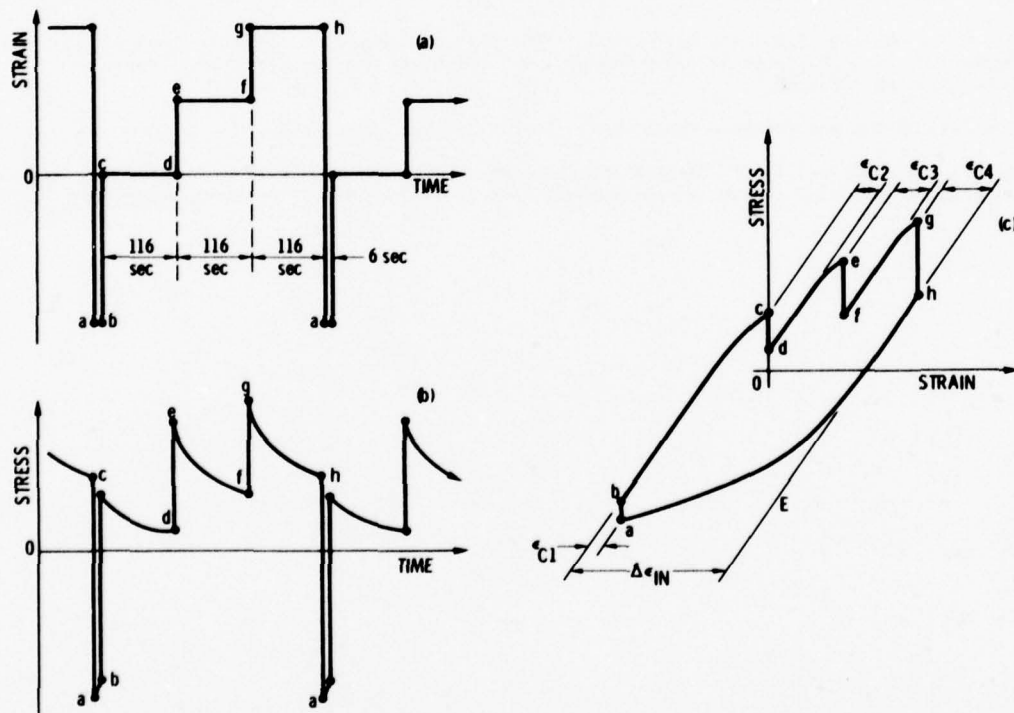 (a)
STRAIN
g
h
e
f
c
d
0
TIME
116
sec
116
sec
116
sec
6 sec
a
b
a
(b)
STRESS
g
e
c
h
f
d
0
TIME
b
a
a
(c)
STRESS
ϵC2
ϵC3
ϵC4
g
e
c
h
f
d
0
STRAIN
b
a
E
ϵC1
ΔϵIN